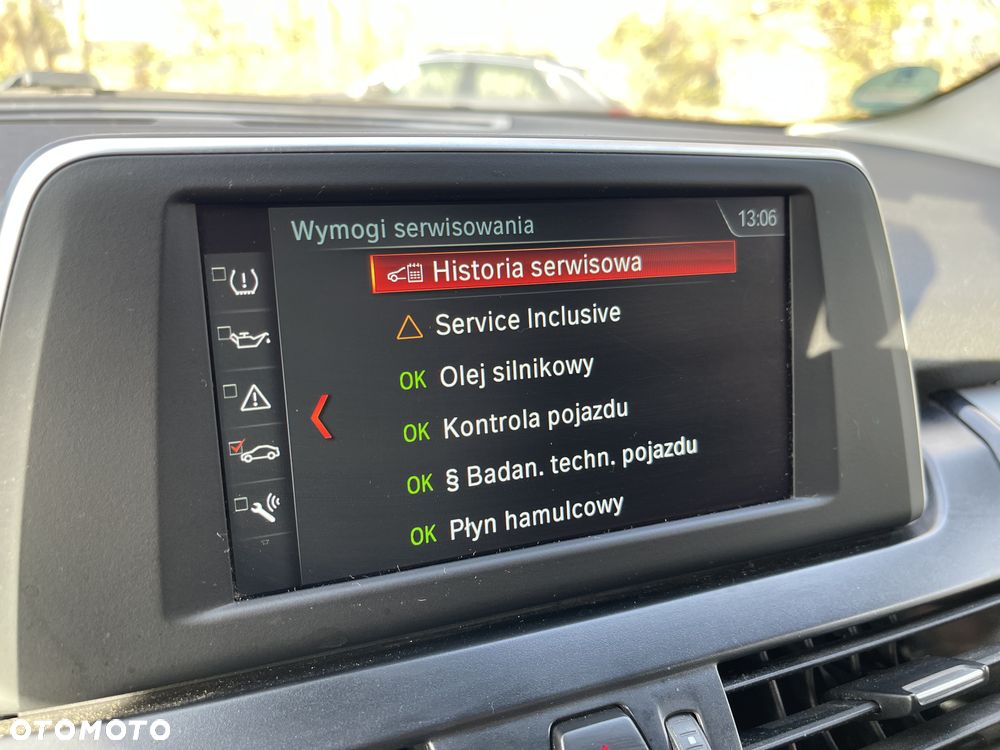 Wymogi serwisowania
13:06
Historia serwisowa
Service Inclusive
OK Olej silnikowy
OK Kontrola pojazdu
OK § Badan. techn. pojazdu
OK Płyn hamulcowy
OTOMOTO